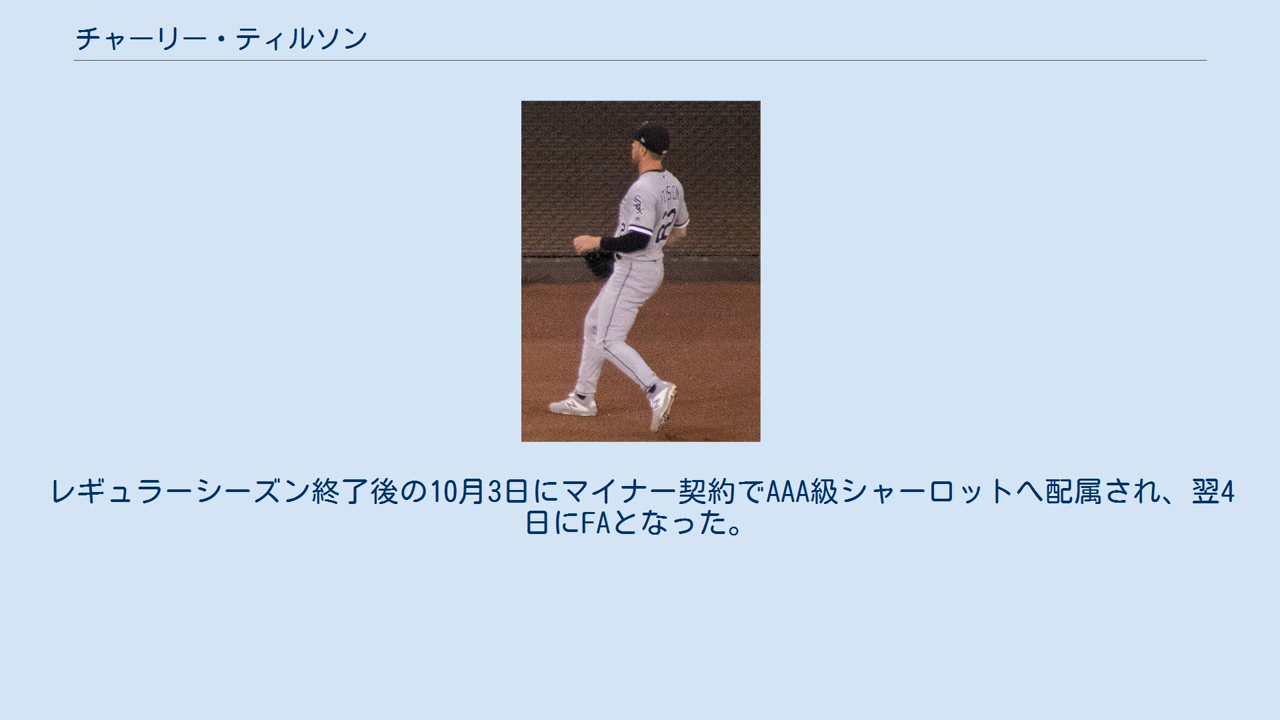 チャーリー・ティルソン
レギュラーシーズン終了後の10月3日にマイナー契約でAAA級シャーロットへ配属され、翌4
日にFAとなった。